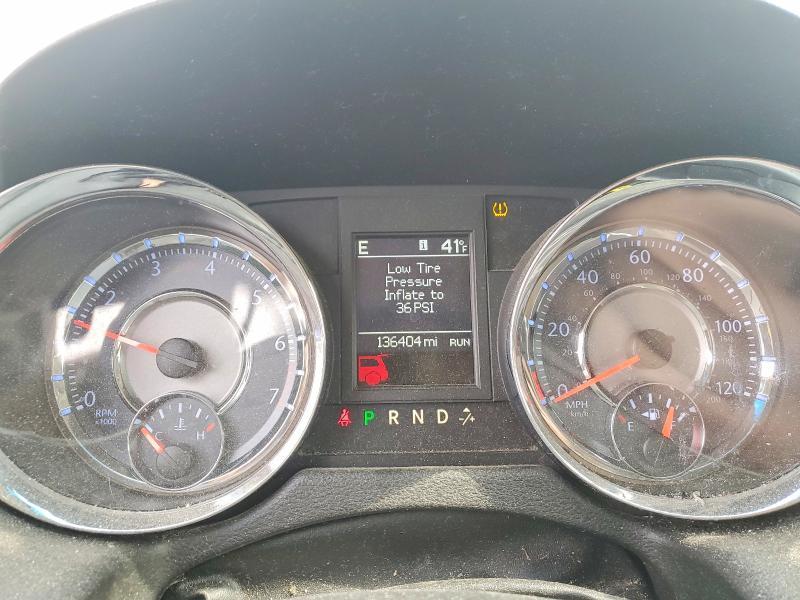 E i 41°F
Low Tire
Pressure
Inflate to
36 PSI
136404 mi RUN
P R N D
0 1 2 3 4 5 6 7
RPM
x1000
C H
0 20 40 60 80 100 120
MPH
km/h
E F